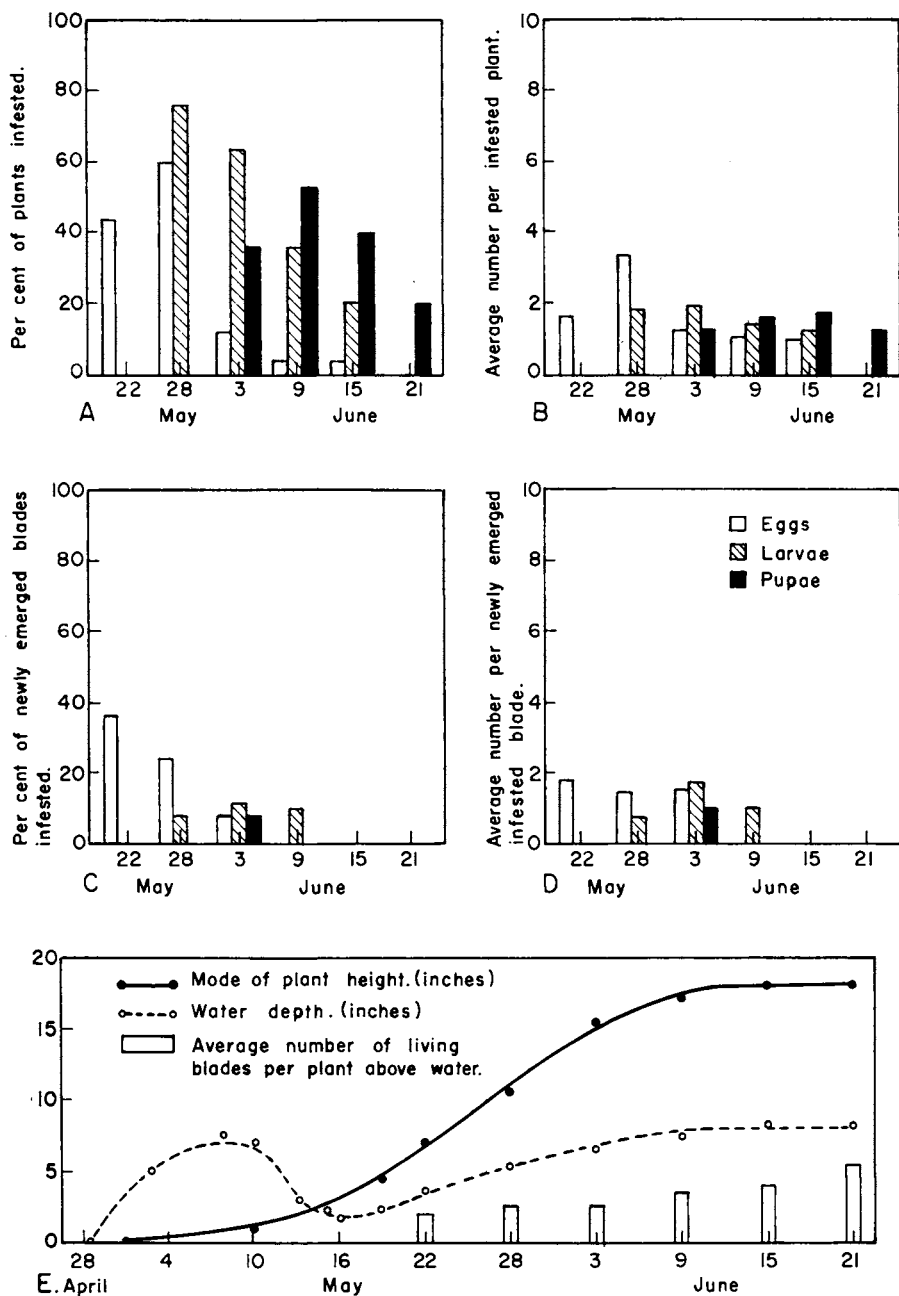 Per cent of plants infested.
100
80
60
40
20
0
22 28 3 9 15 21
May June
A
Average number per infested plant.
10
8
6
4
2
0
22 28 3 9 15 21
May June
B
Per cent of newly emerged blades
infested.
100
80
60
40
20
0
22 28 3 9 15 21
May June
C
Average number per newly emerged
infested blade.
10
8
6
4
2
0
Eggs
Larvae
Pupae
22 28 3 9 15 21
May June
D
20
15
10
5
0
Mode of plant height.(inches)
Water depth.(inches)
Average number of living
blades per plant above water.
28 4 10 16 22 28 3 9 15 21
E. April May June